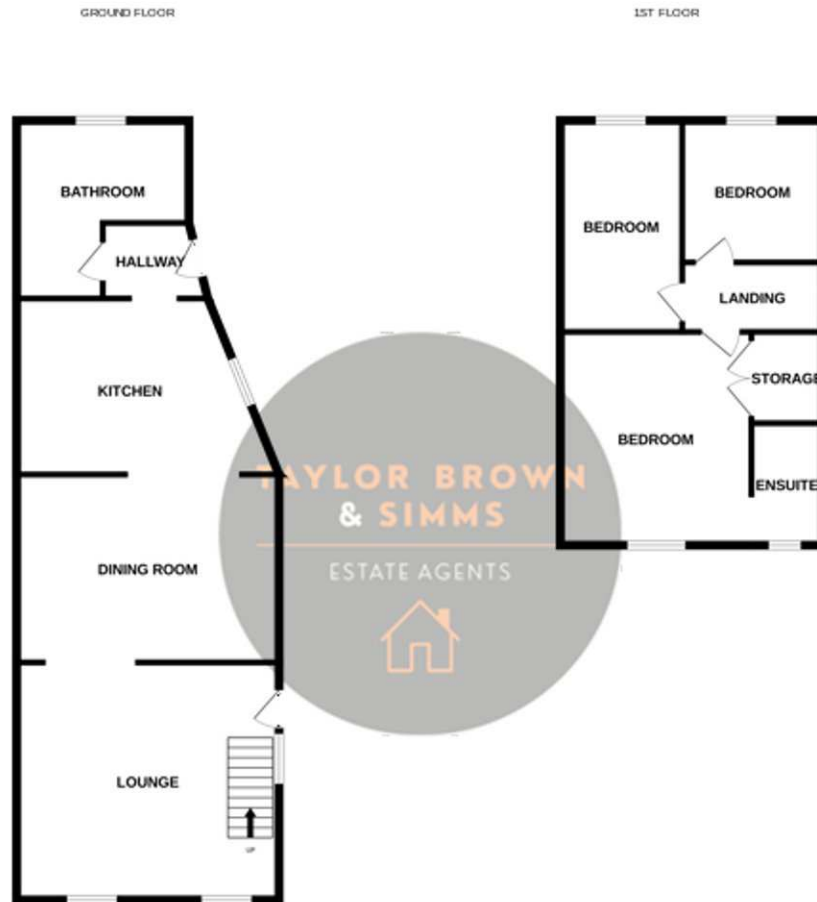 GROUND FLOOR
1ST FLOOR
BATHROOM
HALLWAY
KITCHEN
DINING ROOM
LOUNGE
UP
BEDROOM
BEDROOM
LANDING
STORAGE
BEDROOM
ENSUITE
TAYLOR BROWN
& SIMMS
ESTATE AGENTS